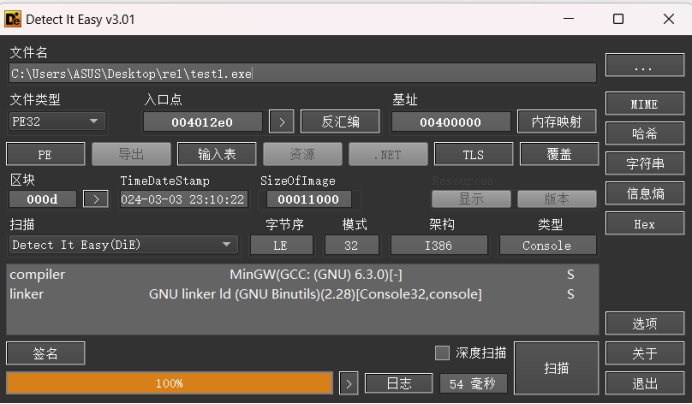 Detect It Easy v3.01
文件名
C:\Users\ASUS\Desktop\re1\test1.exe
...
文件类型 入口点 基址
PE32 004012e0 > 反汇编 00400000 内存映射 MIME
哈希
PE 导出 输入表 资源 .NET TLS 覆盖
字符串
区块 TimeDateStamp SizeOfImage Resources
000d > 024-03-03 23:10:22 00011000 显示 版本 信息熵
扫描 字节序 模式 架构 类型 Hex
Detect It Easy(DiE) LE 32 I386 Console
compiler MinGW(GCC: (GNU) 6.3.0)[-] S
linker GNU linker ld (GNU Binutils)(2.28)[Console32,console] S
选项
签名 深度扫描 扫描 关于
100% > 日志 54 毫秒 退出